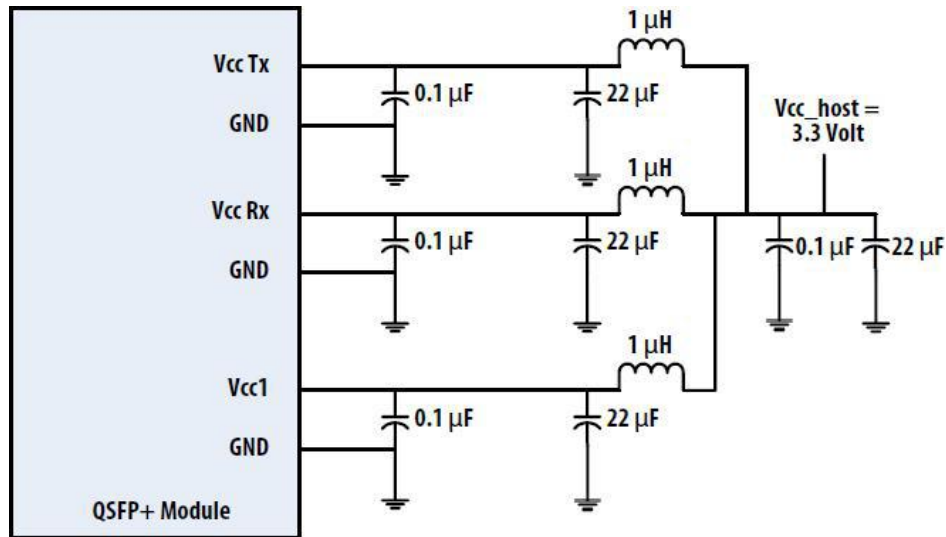 1 µH
Vcc Tx
0.1 µF
22 µF
GND
Vcc_host =
3.3 Volt
1 µH
Vcc Rx
0.1 µF
22 µF
0.1 µF
22 µF
GND
1 µH
Vcc1
0.1 µF
22 µF
GND
QSFP+ Module